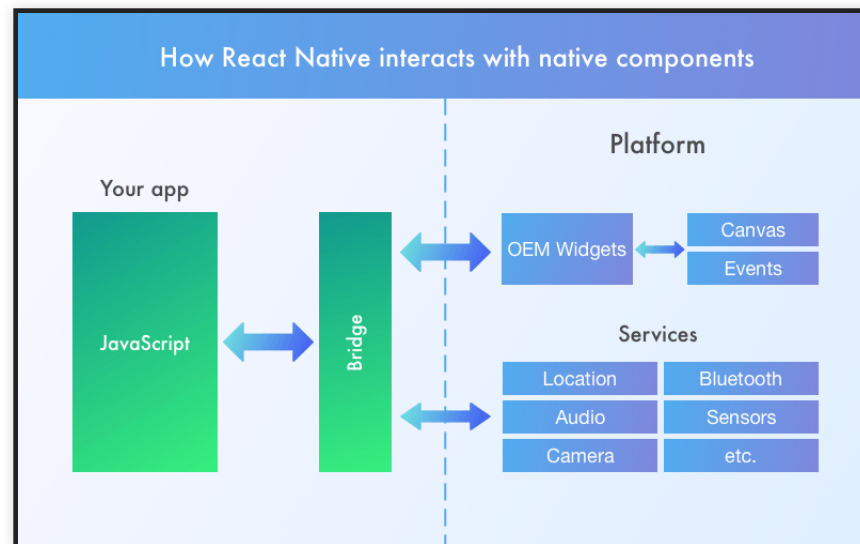 How React Native interacts with native components
Your app
JavaScript
Bridge
Platform
OEM Widgets
Canvas
Events
Services
Location
Bluetooth
Audio
Sensors
Camera
etc.